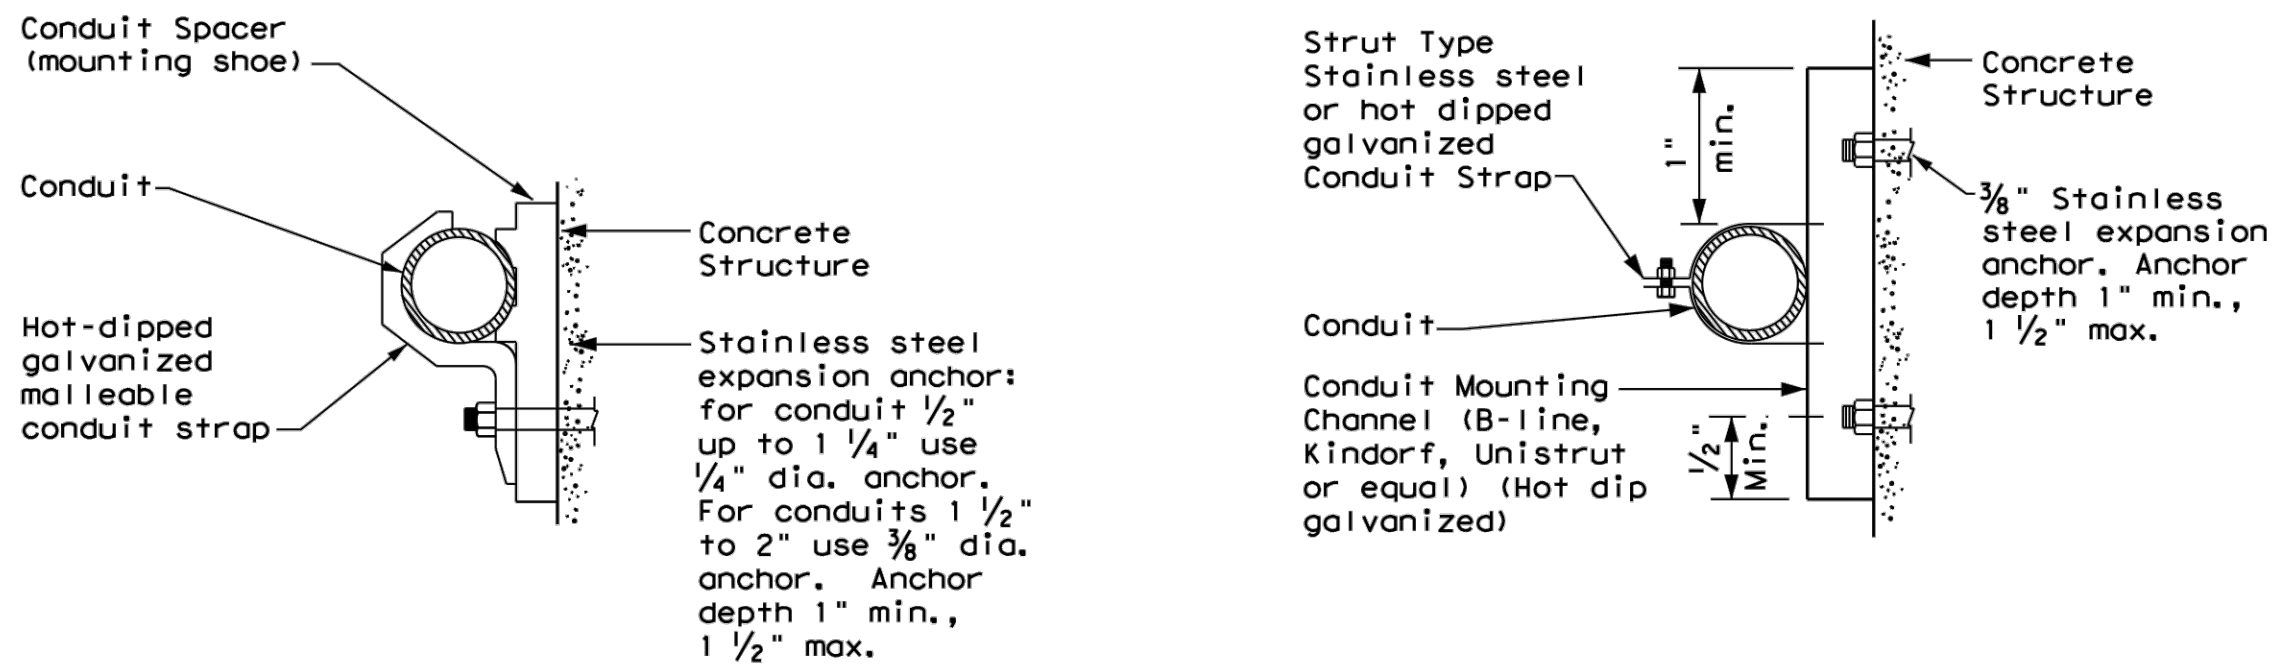 Conduit Spacer
(mounting shoe)
Conduit
Hot-dipped
galvanized
malleable
conduit strap
Concrete
Structure
Stainless steel
expansion anchor:
for conduit 1/2"
up to 1 1/4" use
1/4" dia. anchor.
For conduits 1 1/2"
to 2" use 3/8" dia.
anchor. Anchor
depth 1" min.,
1 1/2" max.
Strut Type
Stainless steel
or hot dipped
galvanized
Conduit Strap
1"
min.
Conduit
Conduit Mounting
Channel (B-line,
Kindorf, Unistrut
or equal) (Hot dip
galvanized)
1/2"
Min.
Concrete
Structure
3/8" Stainless
steel expansion
anchor. Anchor
depth 1" min.,
1 1/2" max.